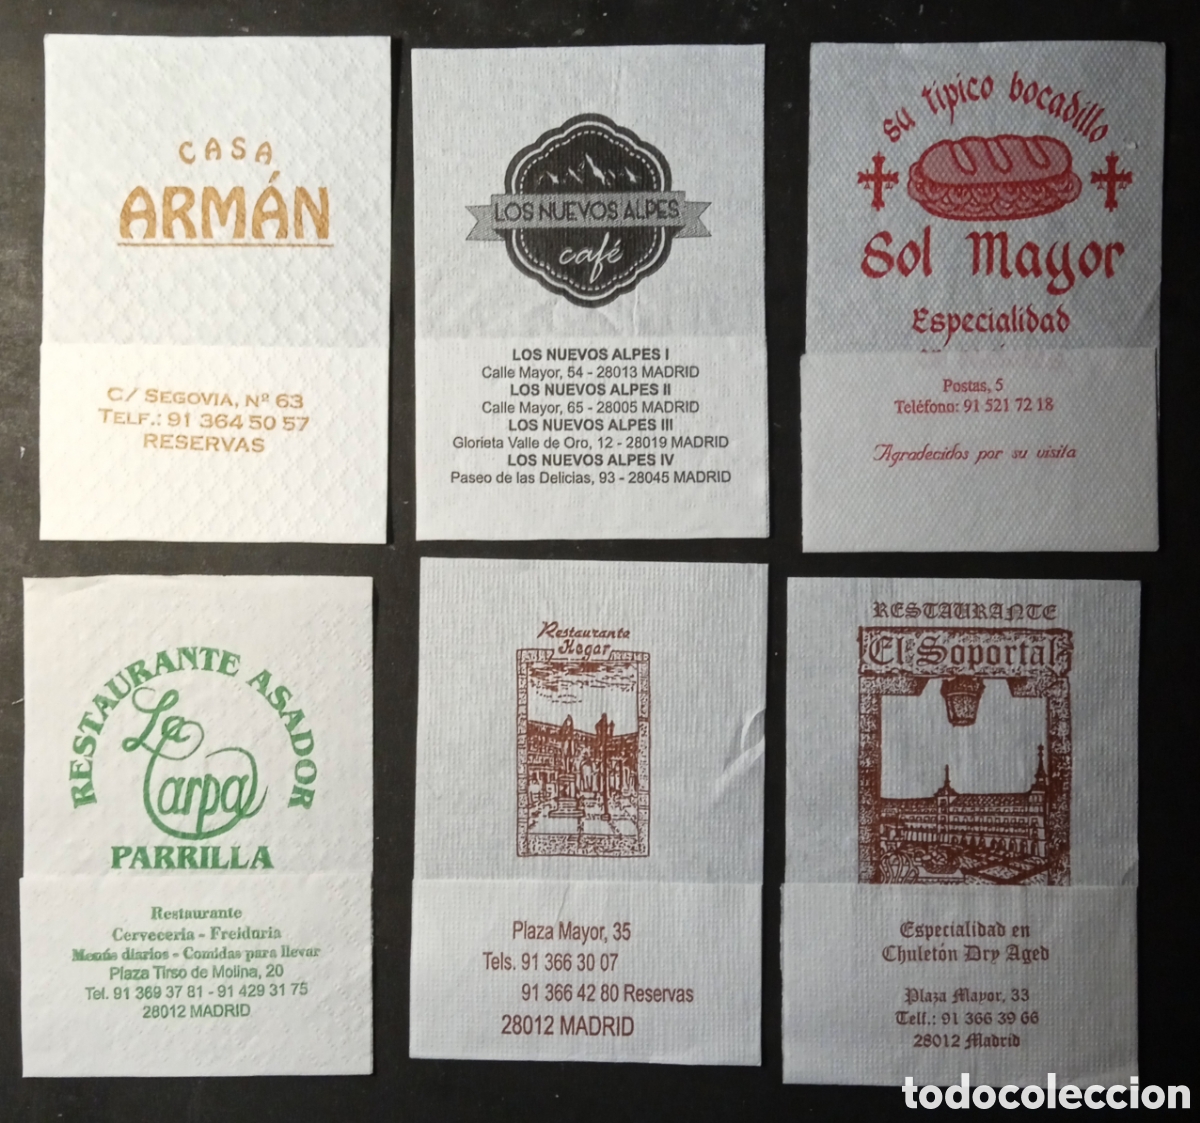 CASA
ARMÁN
C/ SEGOVIA, Nº 63
TELF.: 91 364 50 57
RESERVAS
LOS NUEVOS ALPES
café
LOS NUEVOS ALPES I
Calle Mayor, 54 - 28013 MADRID
LOS NUEVOS ALPES II
Calle Mayor, 65 - 28005 MADRID
LOS NUEVOS ALPES III
Glorieta Valle de Oro, 12 - 28019 MADRID
LOS NUEVOS ALPES IV
Paseo de las Delicias, 93 - 28045 MADRID
su típico bocadillo
Sol Mayor
Especialidad
Postas, 5
Teléfono: 91 521 72 18
Agradecidos por su visita
RESTAURANTE ASADOR
La
Carpa
PARRILLA
Restaurante
Cervecería - Freiduria
Menús diarios - Comidas para llevar
Plaza Tirso de Molina, 20
Tel. 91 369 37 81 - 91 429 31 75
28012 MADRID
Restaurante
Hogar
Plaza Mayor, 35
Tels. 91 366 30 07
91 366 42 80 Reservas
28012 MADRID
RESTAURANTE
El Soportal
Especialidad en
Chuletón Dry Aged
Plaza Mayor, 33
Telf.: 91 366 39 66
28012 Madrid
todocoleccion